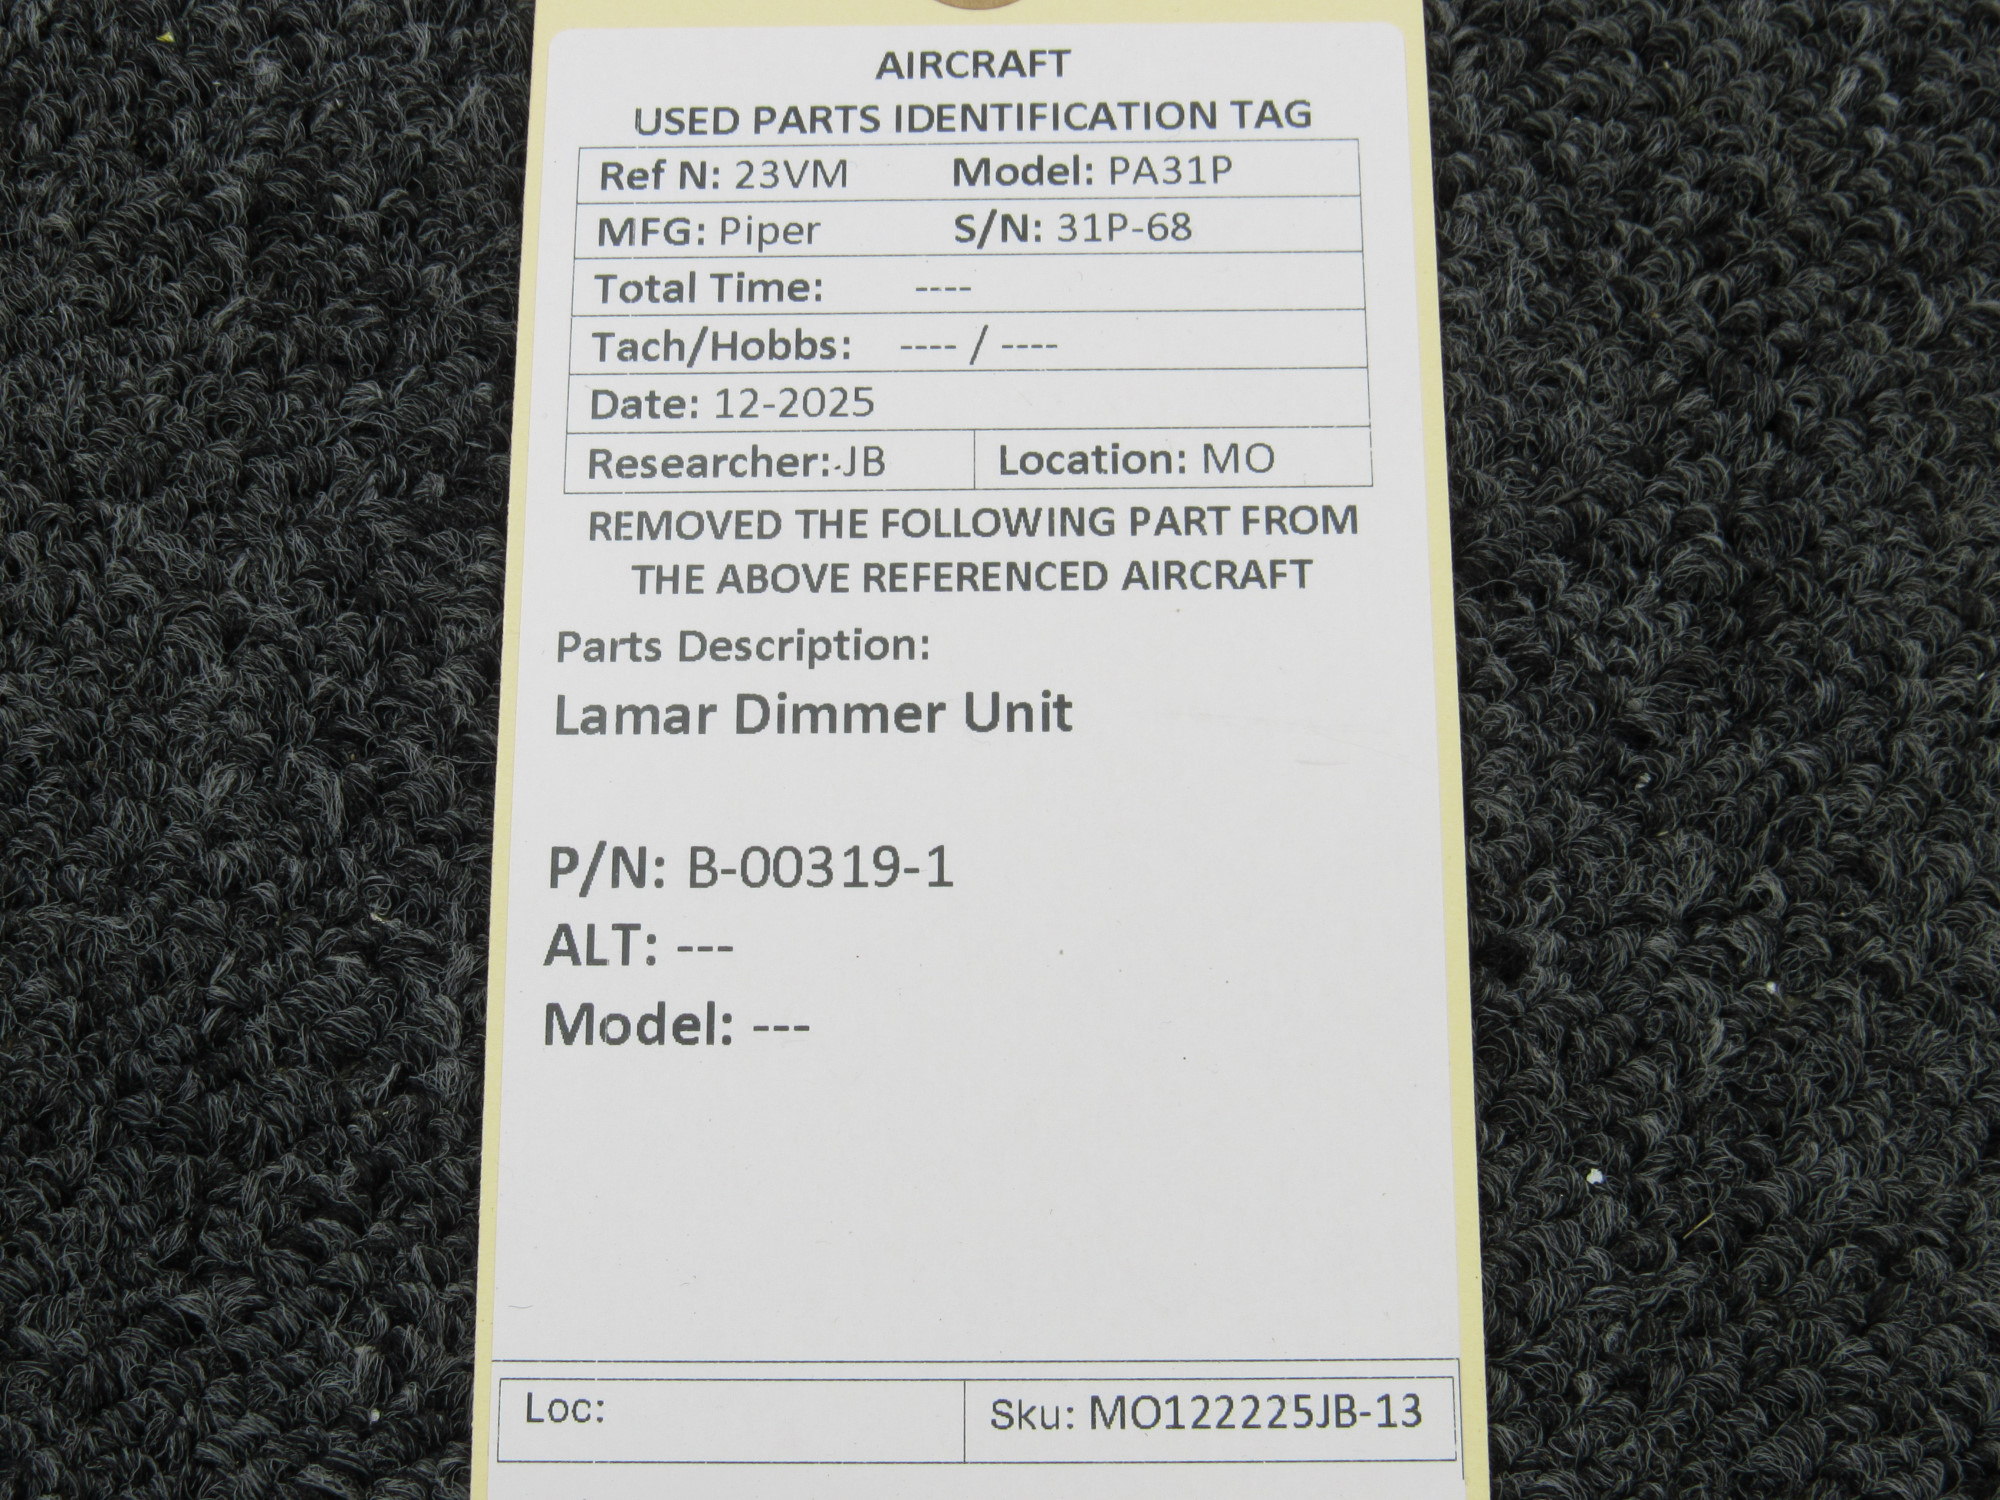 AIRCRAFT
USED PARTS IDENTIFICATION TAG
Ref N: 23VM Model: PA31P
MFG: Piper S/N: 31P-68
Total Time: ----
Tach/Hobbs: ---- / ----
Date: 12-2025
Researcher: JB Location: MO
REMOVED THE FOLLOWING PART FROM
THE ABOVE REFERENCED AIRCRAFT
Parts Description:
Lamar Dimmer Unit
P/N: B-00319-1
ALT: ---
Model: ---
Loc: Sku: MO122225JB-13